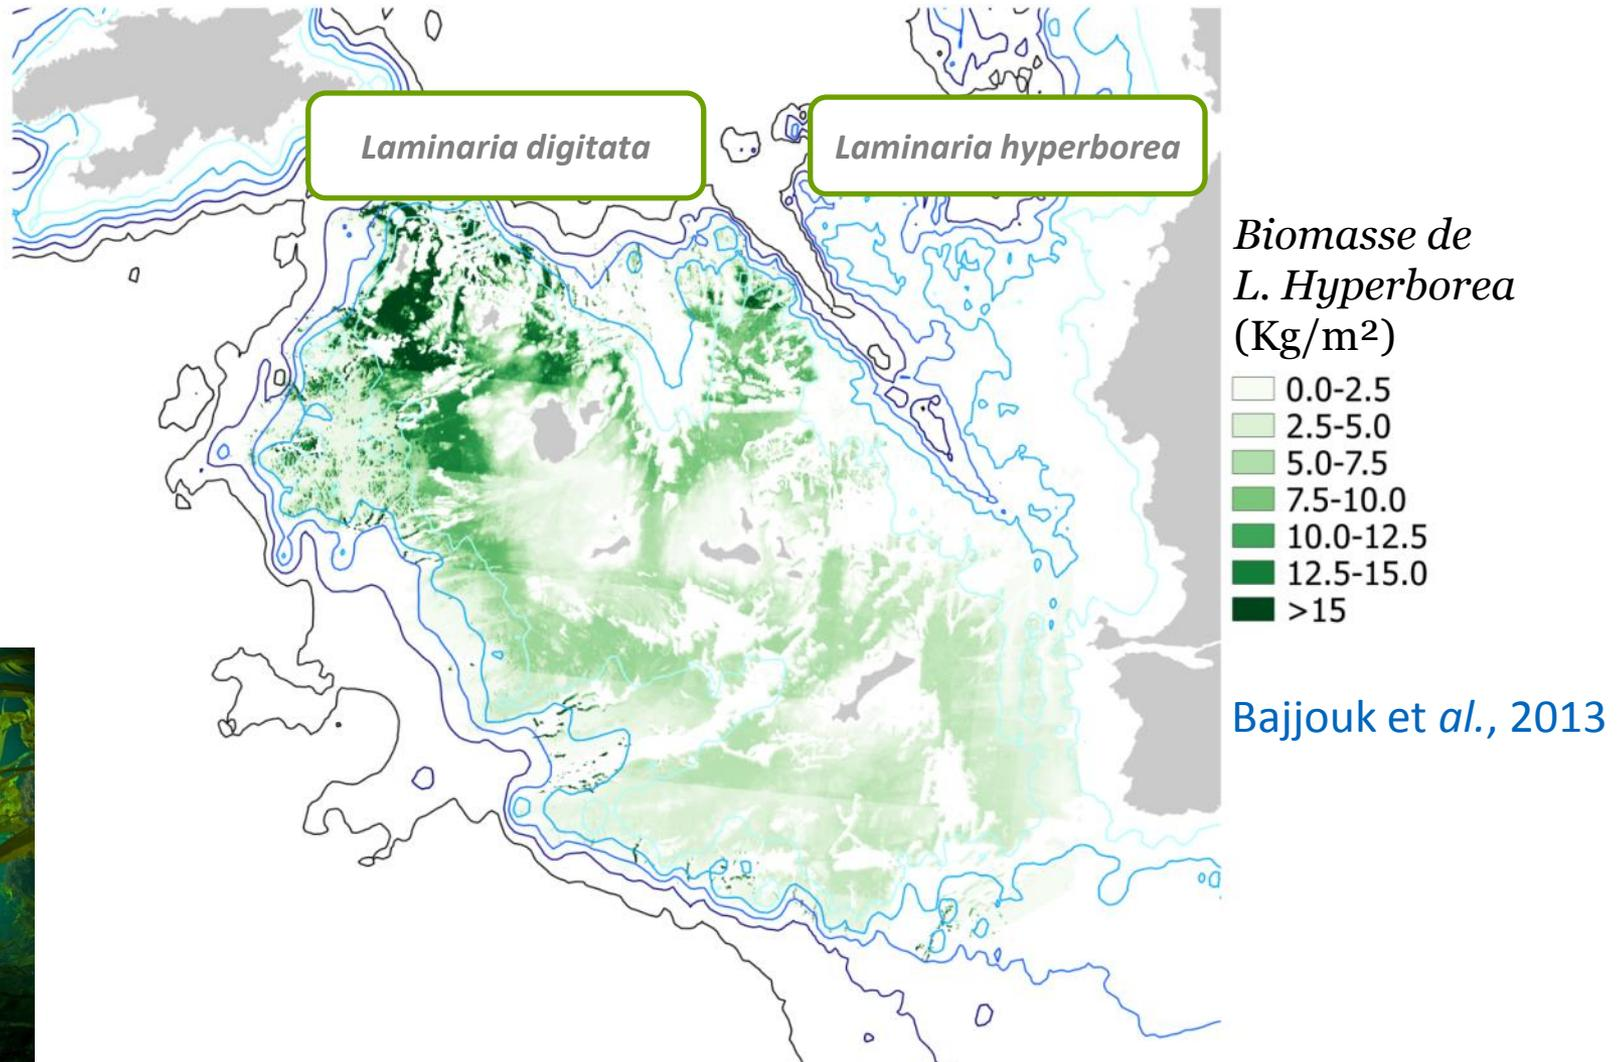 Laminaria digitata
Laminaria hyperborea
Biomasse de
L. Hyperborea
(Kg/m²)
0.0-2.5
2.5-5.0
5.0-7.5
7.5-10.0
10.0-12.5
12.5-15.0
>15
Bajjouk et al., 2013